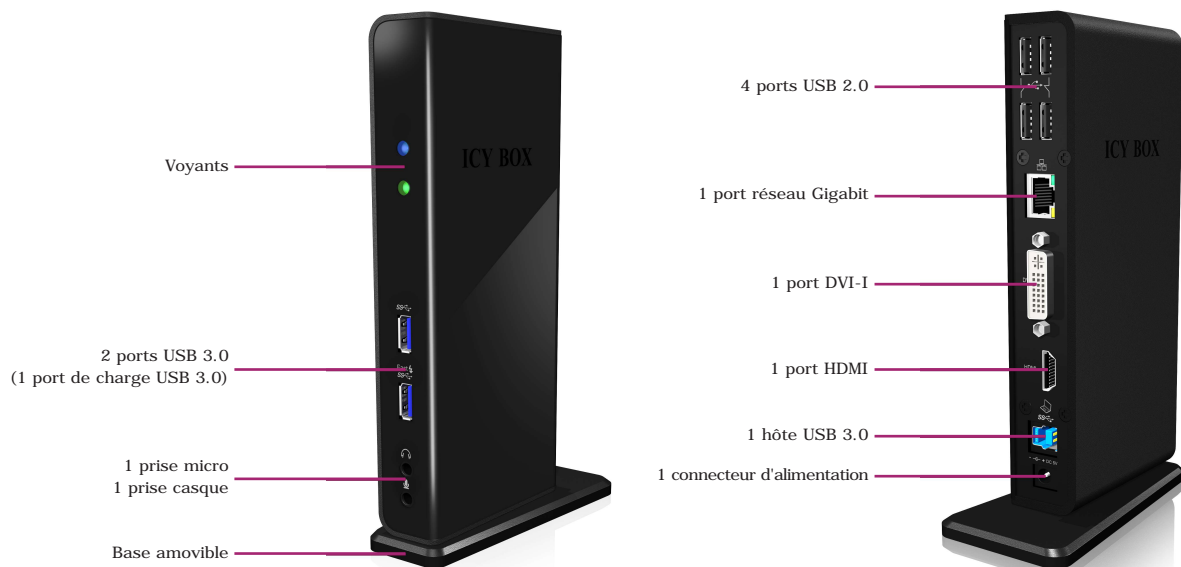 ICY BOX
Voyants
2 ports USB 3.0
(1 port de charge USB 3.0)
1 prise micro
1 prise casque
Base amovible
4 ports USB 2.0
ICY BOX
1 port réseau Gigabit
1 port DVI-I
1 port HDMI
1 hôte USB 3.0
1 connecteur d'alimentation